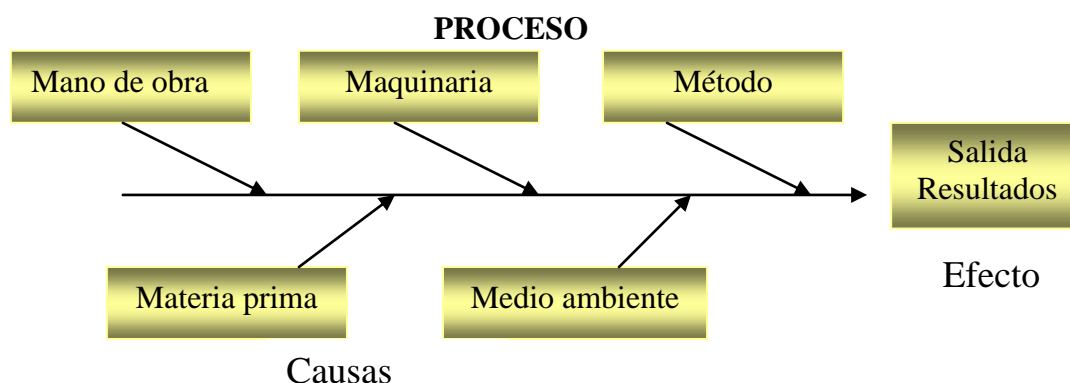 PROCESO
Mano de obra
Maquinaria
Método
Salida
Resultados
Materia prima
Medio ambiente
Efecto
Causas